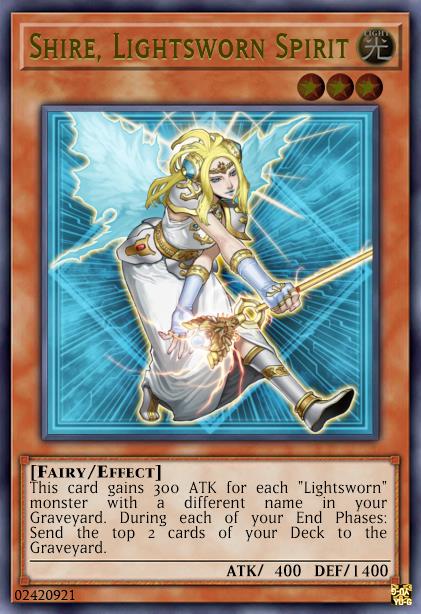 Shire, Lightsworn Spirit
LIGHT
光
[Fairy/Effect]
This card gains 300 ATK for each "Lightsworn"
monster with a different name in your
Graveyard. During each of your End Phases:
Send the top 2 cards of your Deck to the
Graveyard.
ATK/ 400 DEF/1400
02420921